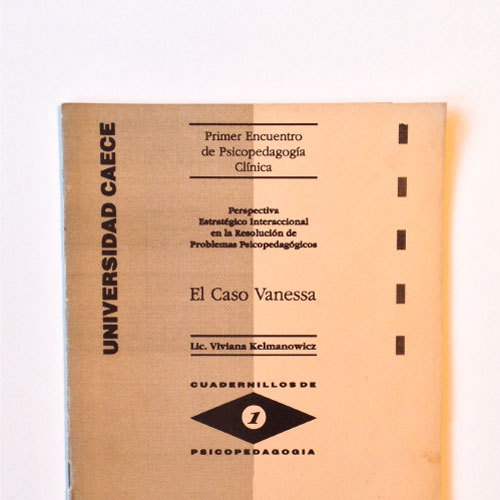 UNIVERSIDAD CAECE
Primer Encuentro
de Psicopedagogía
Clínica
Perspectiva
Estratégico Interaccional
en la Resolución de
Problemas Psicopedagógicos
El Caso Vanessa
Lic. Viviana Kelmanowicz
CUADERNILLOS DE
1
PSICOPEDAGOGIA